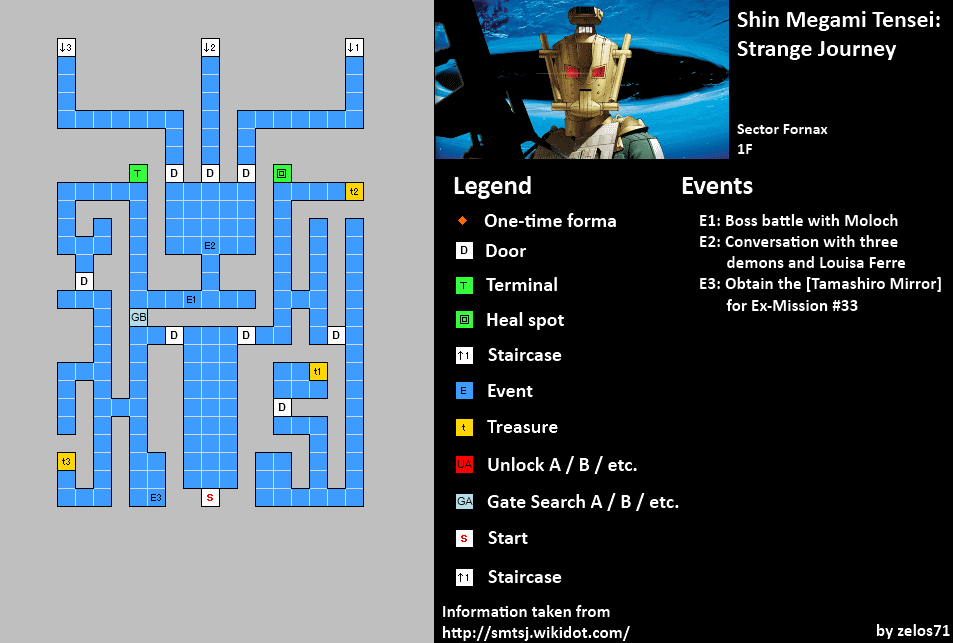 ↓3
↓2
↓1
T
D
D
D
t2
E2
D
E1
GB
D
D
D
t1
D
t3
E3
S
Shin Megami Tensei:
Strange Journey
Sector Fornax
1F
Legend
One-time forma
D Door
T Terminal
Heal spot
↑1 Staircase
E Event
t Treasure
UA Unlock A / B / etc.
GA Gate Search A / B / etc.
S Start
↑1 Staircase
Events
E1: Boss battle with Moloch
E2: Conversation with three
demons and Louisa Ferre
E3: Obtain the [Tamashiro Mirror]
for Ex-Mission #33
Information taken from
http://smtsj.wikidot.com/
by zelos71